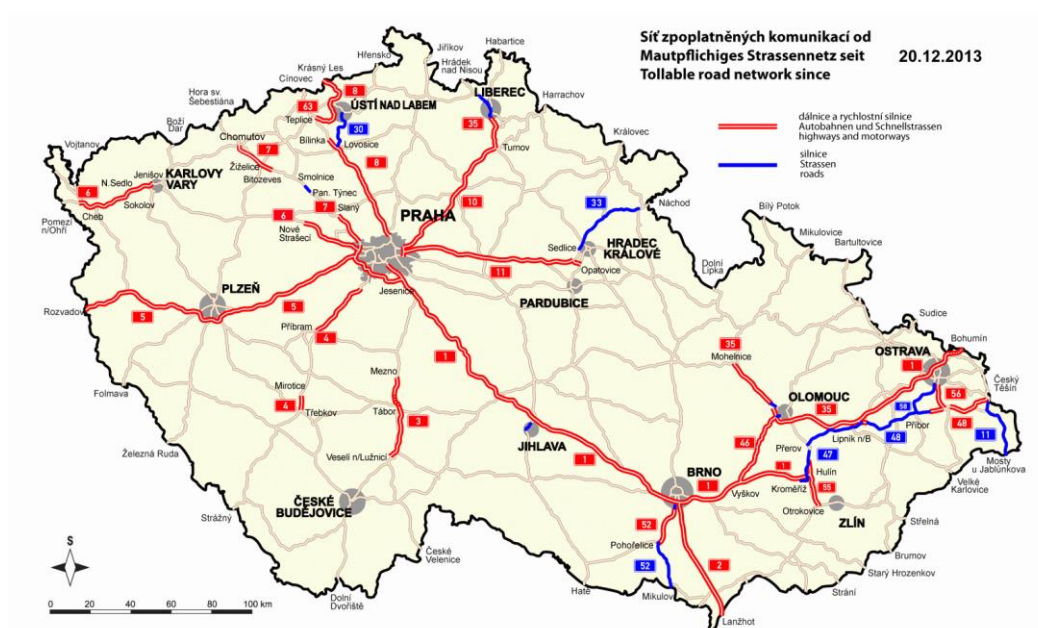 Síť zpoplatněných komunikací od
Mautpflichiges Strassennetz seit
Tollable road network since
20.12.2013
dálnice a rychlostní silnice
Autobahnen und Schnellstrassen
highways and motorways
silnice
Strassen
roads
Jiříkov
Habartice
Hřensko
Hrádek
nad Nisou
Krásný Les
Cínovec
8
LIBEREC
Hora sv.
Šebestiána
63
ÚSTÍ NAD LABEM
Harrachov
Teplice
30
35
Boží
Dar
Chomutov
Bílinka
Lovosice
Královec
Vojtanov
7
Turnov
8
Jenišov
KARLOVY
VARY
Žiželice
Bitozeves
Smolnice
N.Sedlo
6
Pan. Týnec
10
33
Náchod
Sokolov
7
Slaný
Cheb
6
PRAHA
Bílý Potok
Pomezí
n/Ohří
Nové
Strašecí
Sedlice
HRADEC
KRÁLOVÉ
Mikulovice
Bartultovice
11
Opatovice
Dolní
Lipka
PLZEŇ
Jesenice
PARDUBICE
Rozvadov
5
5
Sudice
Příbram
4
35
Bohumín
1
Mohelnice
OSTRAVA
1
Mezno
Český
Těšín
Folmava
Mirotice
OLOMOUC
58
56
4
Třebkov
Tábor
3
35
Příbor
48
JIHLAVA
46
Lipník n/B
48
11
Přerov
Železná Ruda
Veselí n/Lužnicí
1
47
Mosty
u Jablůnkova
BRNO
1
1
Hulín
Velké
Karlovice
Vyškov
Kroměříž
55
ČESKÉ
BUDĚJOVICE
Otrokovice
ZLÍN
Strážný
52
Střelná
S
Pohořelice
České
Velenice
52
2
Brumov
Starý Hrozenkov
Dolní
Dvořiště
Hatě
Mikulov
Strání
0 20 40 60 80 100 km
Lanžhot